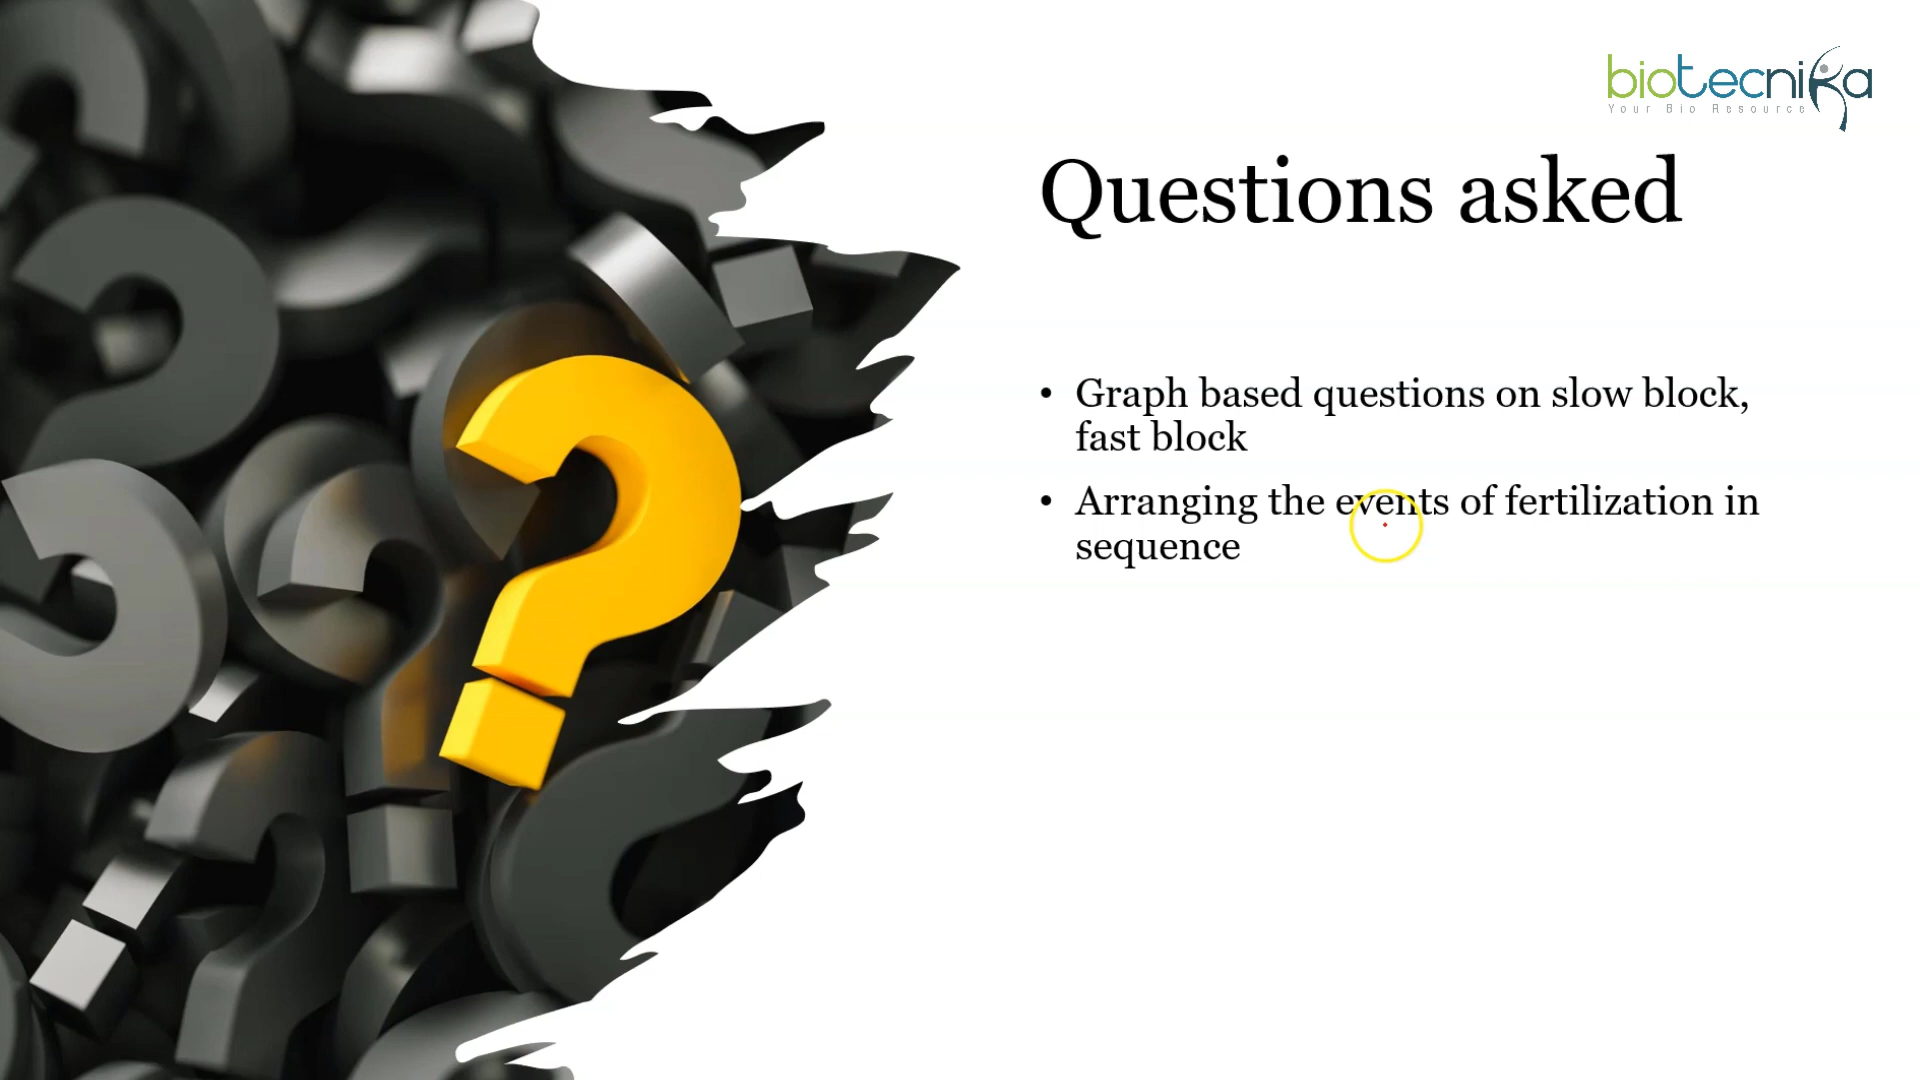 biotecnika
Your Bio Resource
Questions asked
• Graph based questions on slow block,
fast block
• Arranging the events of fertilization in
sequence